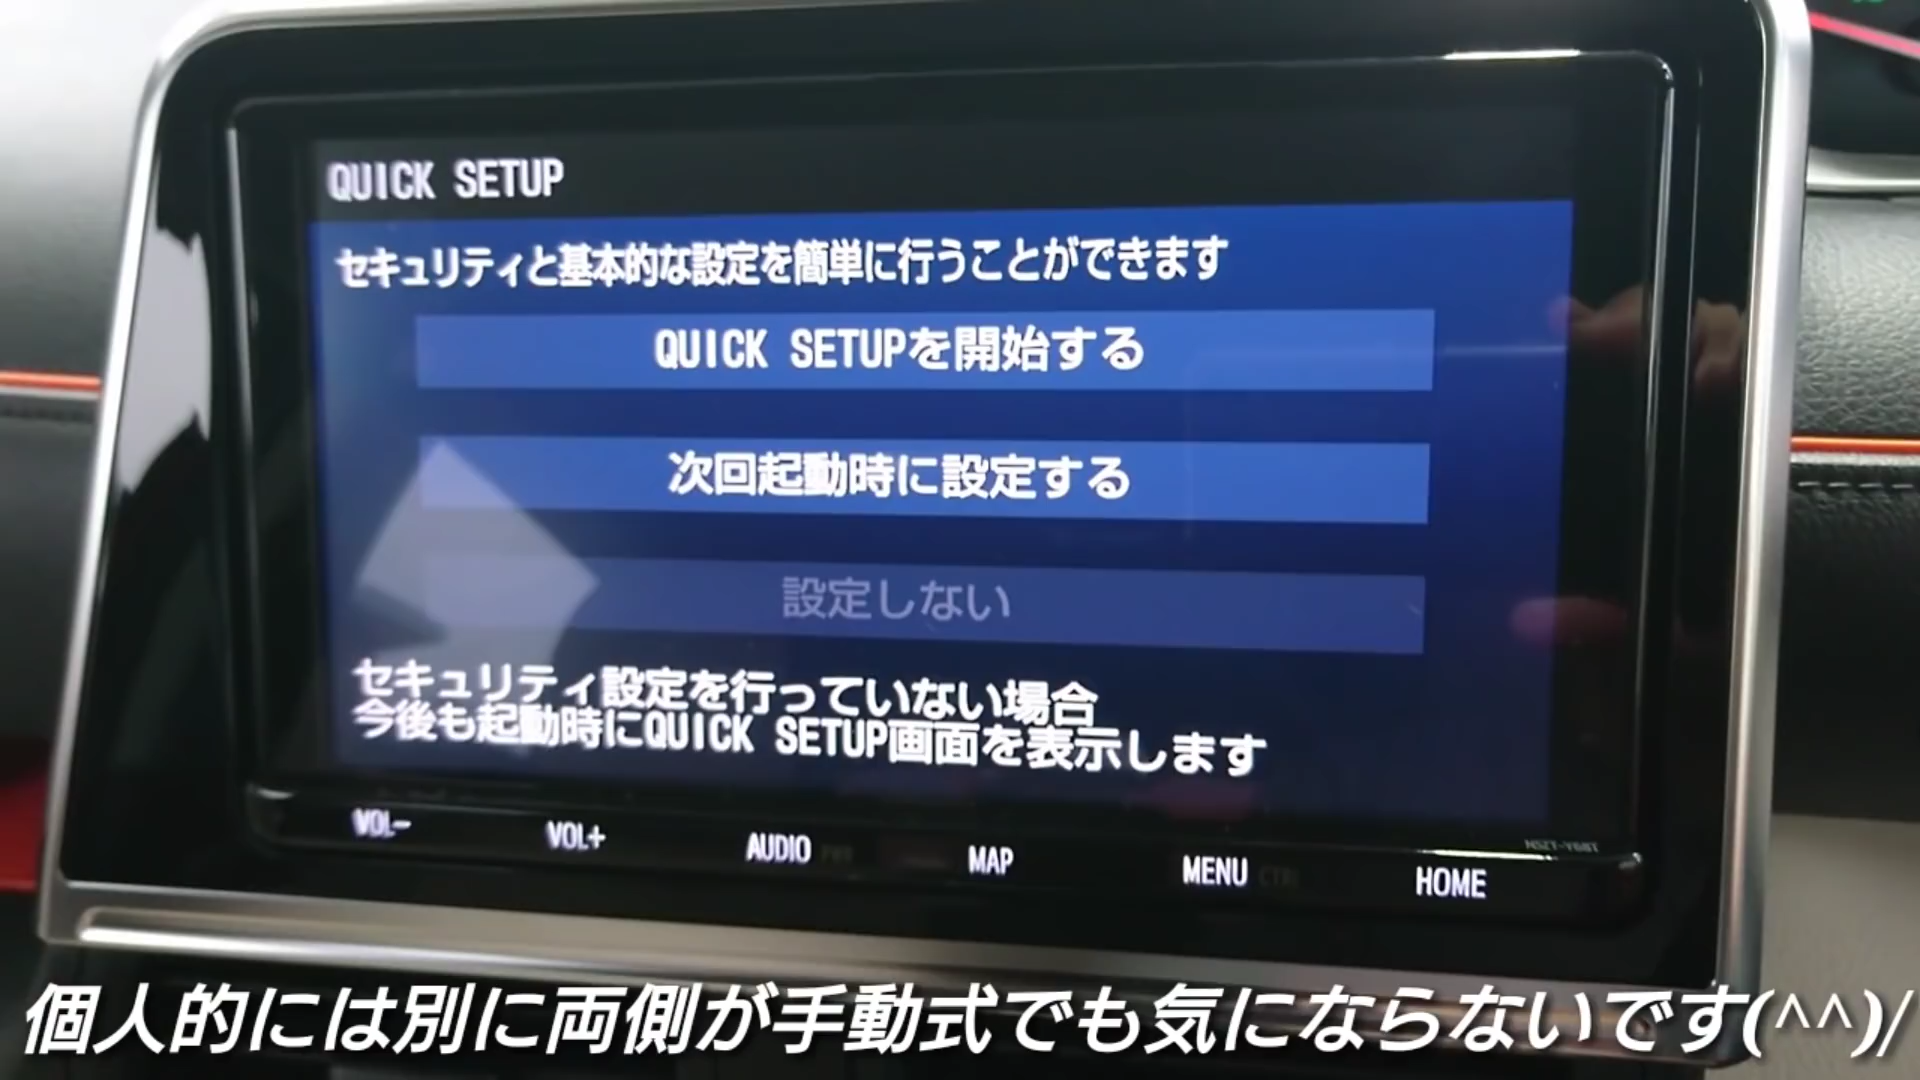 QUICK SETUP
セキュリティと基本的な設定を簡単に行うことができます
QUICK SETUPを開始する
次回起動時に設定する
設定しない
セキュリティ設定を行っていない場合
今後も起動時にQUICK SETUP画面を表示します
NSZT-Y68T
VOL-
VOL+
AUDIO PWR
MAP
MENU CTRL
HOME
個人的には別に両側が手動式でも気にならないです(^^)/